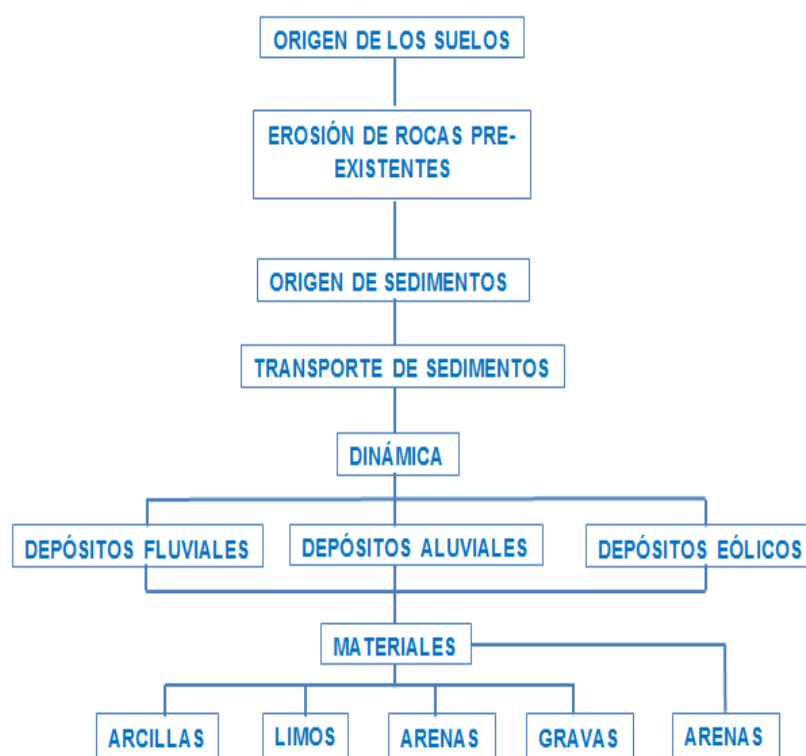 ORIGEN DE LOS SUELOS
EROSIÓN DE ROCAS PRE-
EXISTENTES
ORIGEN DE SEDIMENTOS
TRANSPORTE DE SEDIMENTOS
DINÁMICA
DEPÓSITOS FLUVIALES
DEPÓSITOS ALUVIALES
DEPÓSITOS EÓLICOS
MATERIALES
ARCILLAS
LIMOS
ARENAS
GRAVAS
ARENAS